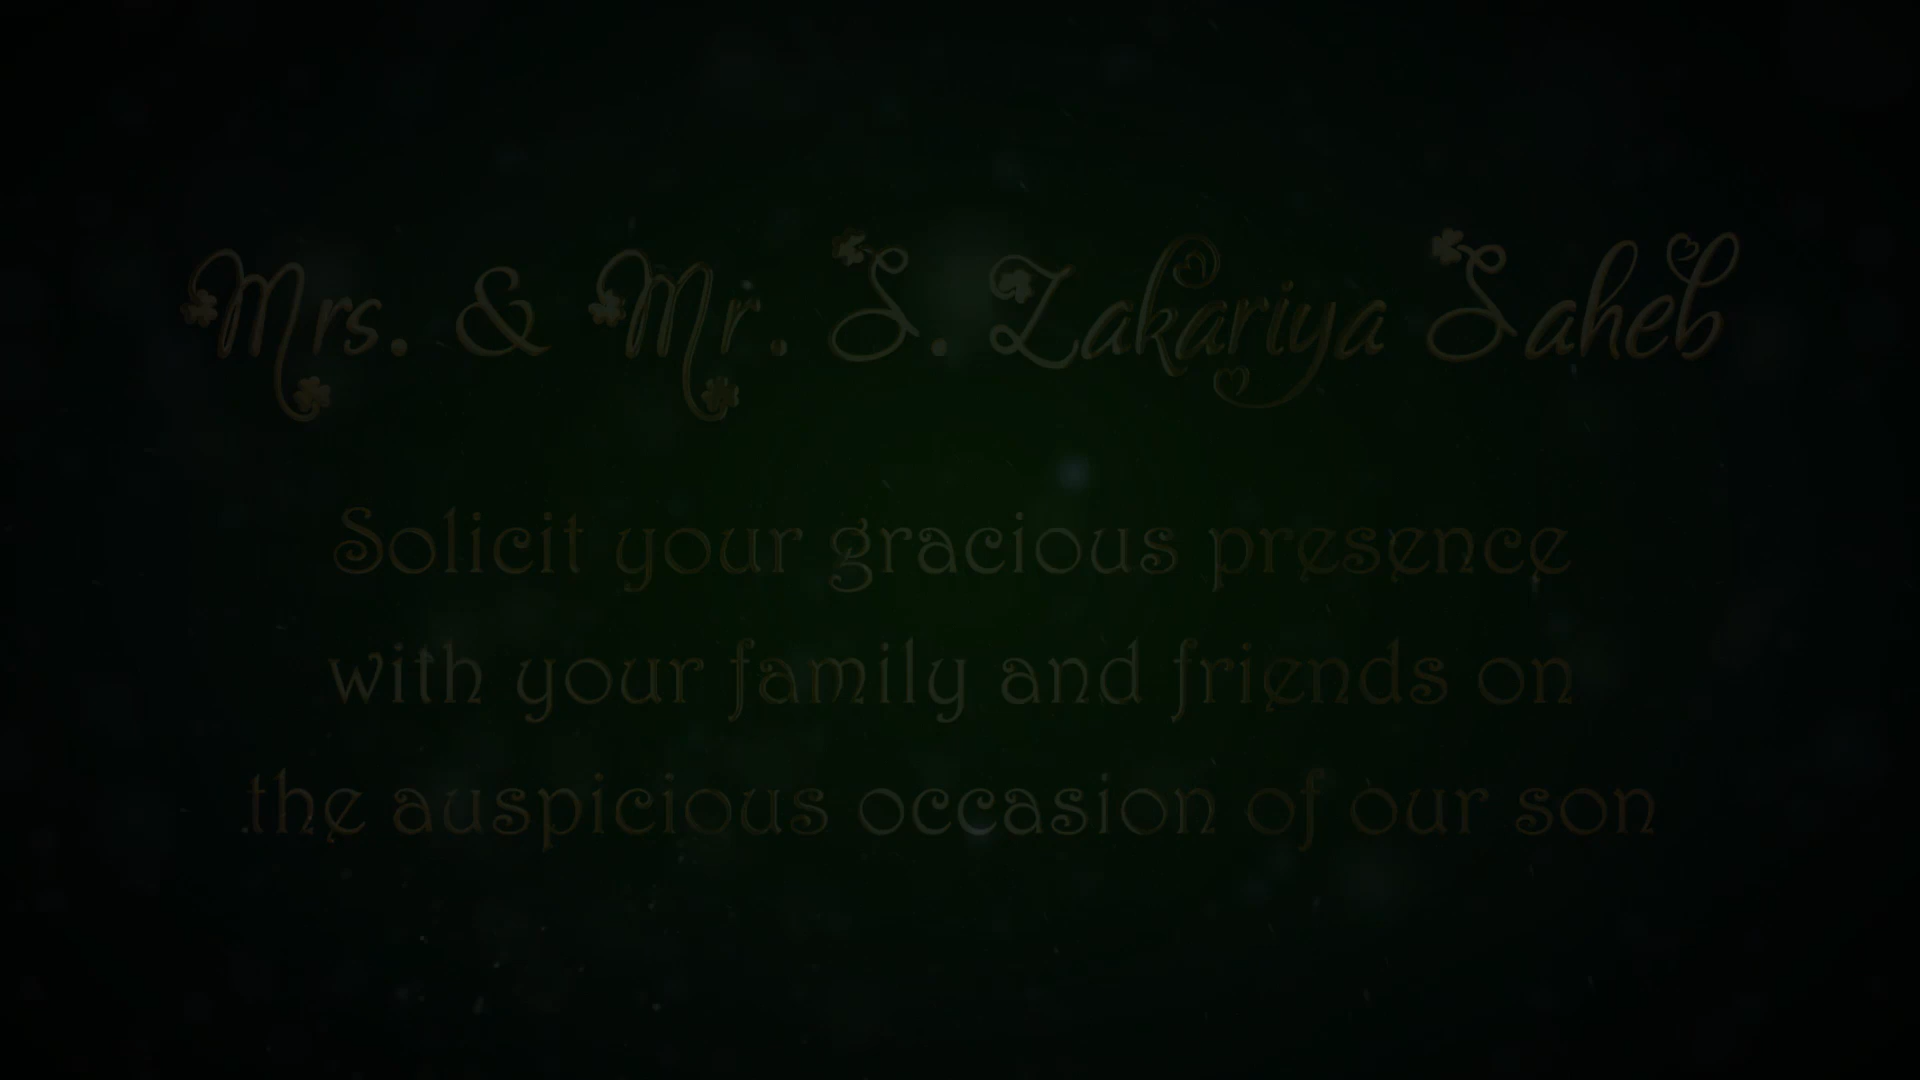 Mrs. & Mr. S. Zakariya Saheb
Solicit your gracious presence
with your family and friends on
the auspicious occasion of our son